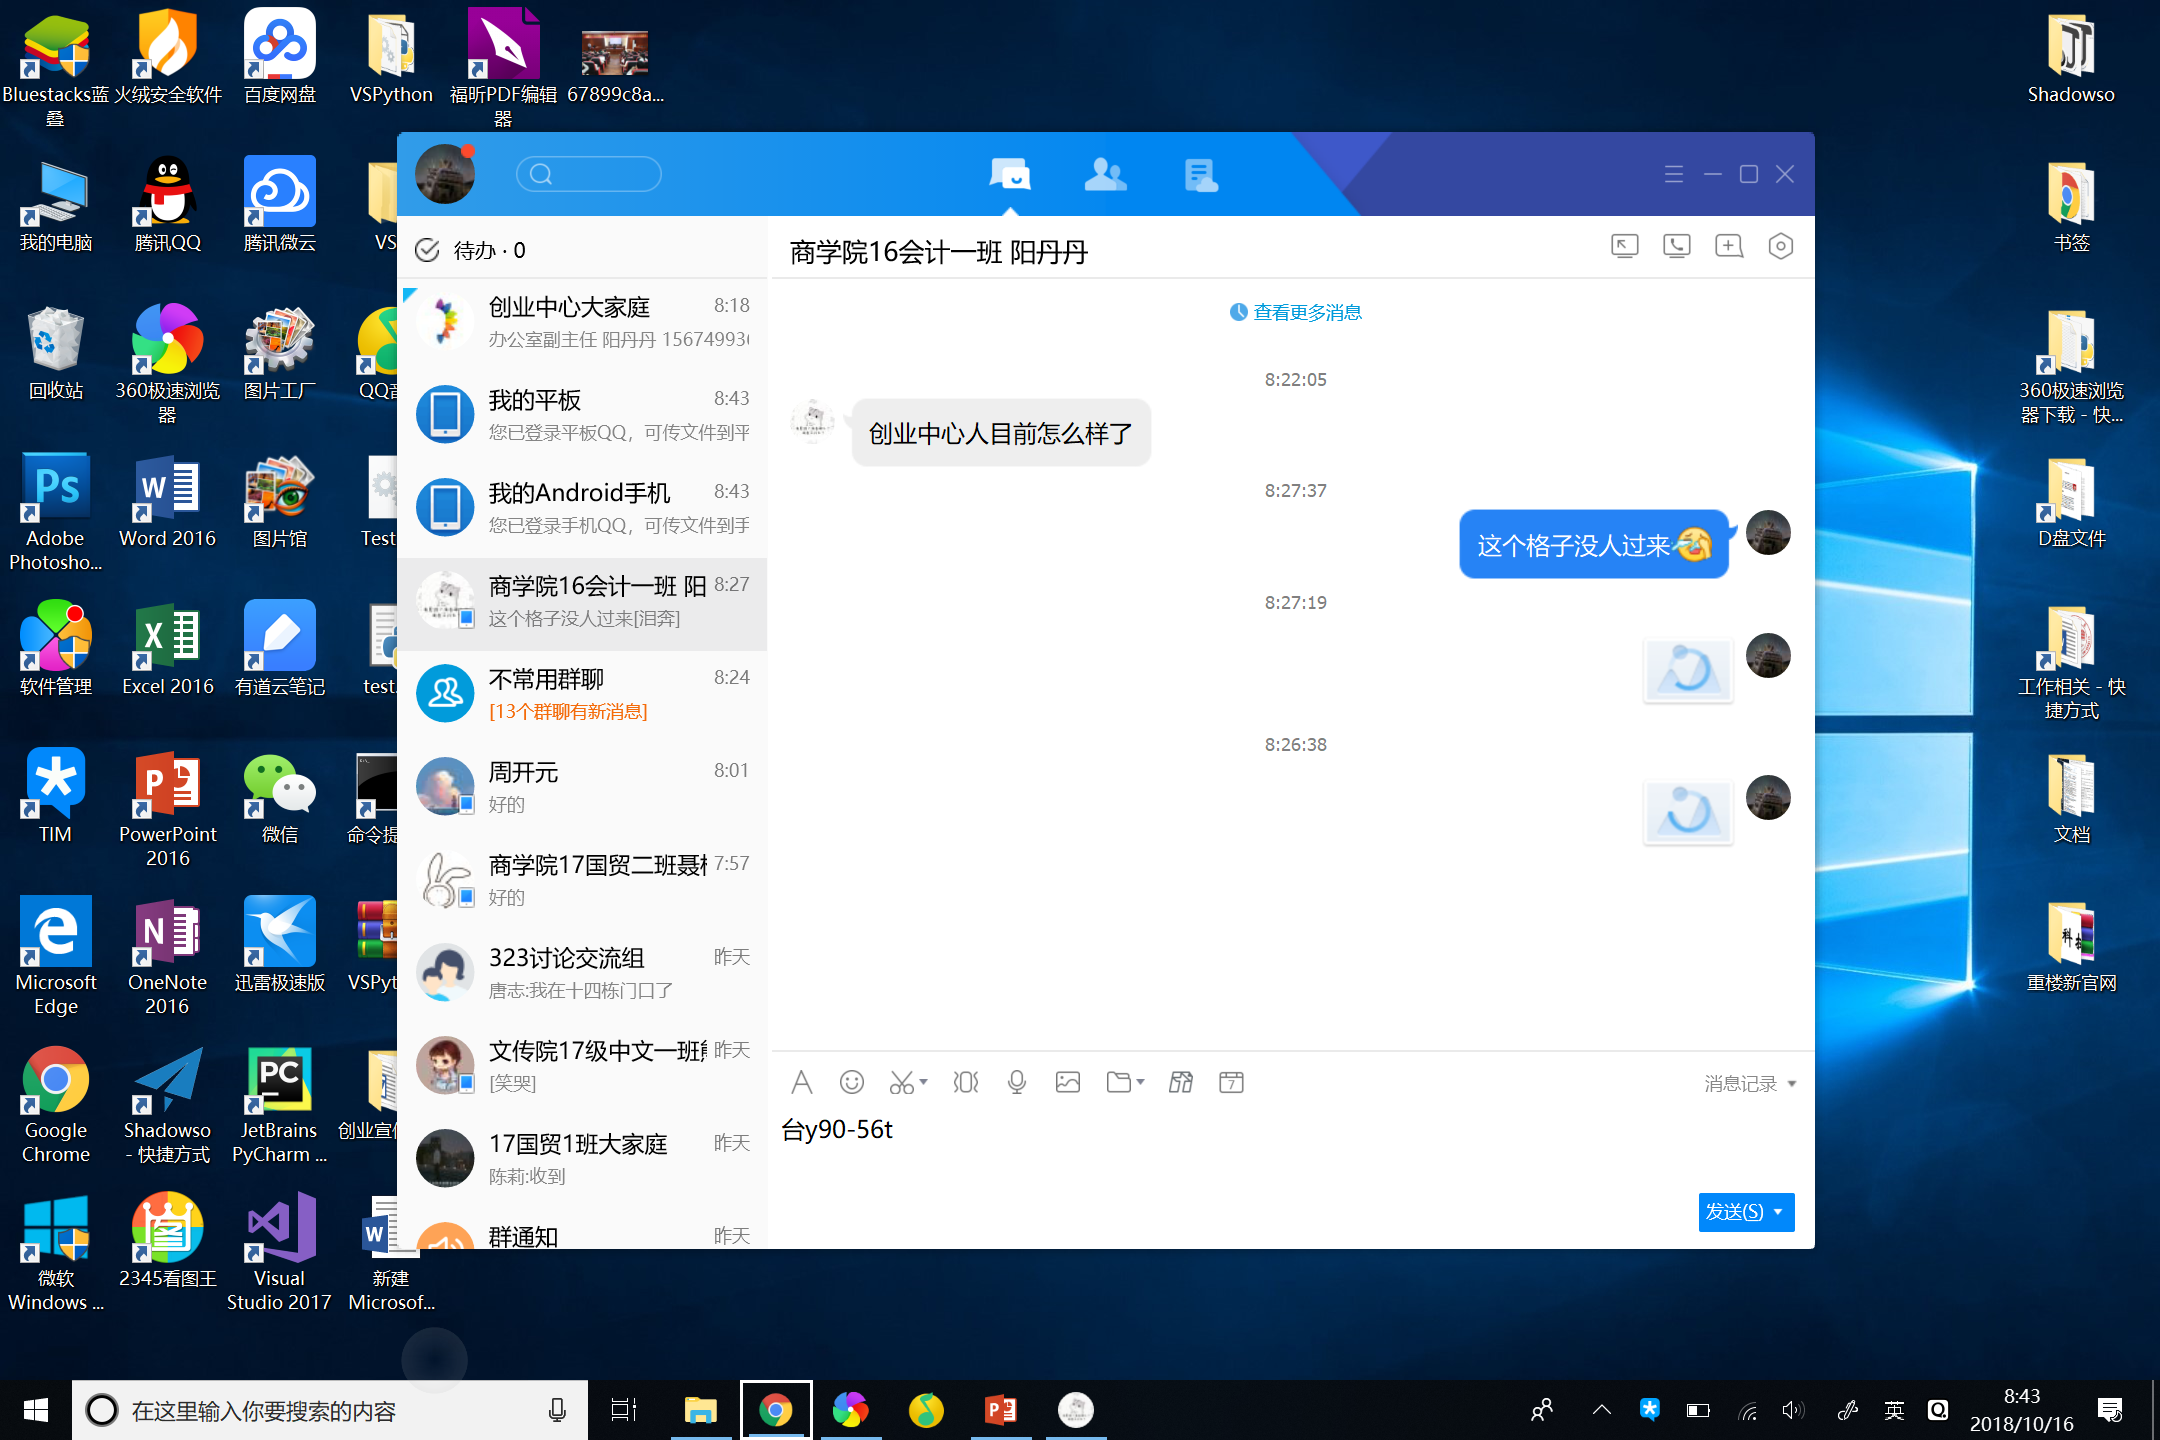 Bluestacks蓝
叠
火绒安全软件
百度网盘
VSPython
福昕PDF编辑
器
67899c8a...
Shadowso
我的电脑
腾讯QQ
腾讯微云
VS
书签
回收站
360极速浏览
器
图片工厂
QQ音
360极速浏览
器下载 - 快...
Adobe
Photosho...
Word 2016
图片馆
Test
D盘文件
软件管理
Excel 2016
有道云笔记
test.
工作相关 - 快
捷方式
TIM
PowerPoint
2016
微信
命令提
文档
Microsoft
Edge
OneNote
2016
迅雷极速版
VSPyt
重楼新官网
Google
Chrome
Shadowso
- 快捷方式
JetBrains
PyCharm ...
创业宣传
微软
Windows ...
2345看图王
Visual
Studio 2017
新建
Microsof...
待办 · 0
创业中心大家庭 8:18
办公室副主任 阳丹丹 156749936
我的平板 8:43
您已登录平板QQ，可传文件到平
我的Android手机 8:43
您已登录手机QQ，可传文件到手
商学院16会计一班 阳 8:27
这个格子没人过来[泪奔]
不常用群聊 8:24
[13个群聊有新消息]
周开元 8:01
好的
商学院17国贸二班聂 7:57
好的
323讨论交流组 昨天
唐志:我在十四栋门口了
文传院17级中文一班 昨天
[笑哭]
17国贸1班大家庭 昨天
陈莉:收到
群通知 昨天
商学院16会计一班 阳丹丹
查看更多消息
8:22:05
创业中心人目前怎么样了
8:27:37
这个格子没人过来
8:27:19
8:26:38
消息记录
台y90-56t
发送(S)
在这里输入你要搜索的内容
英
8:43
2018/10/16